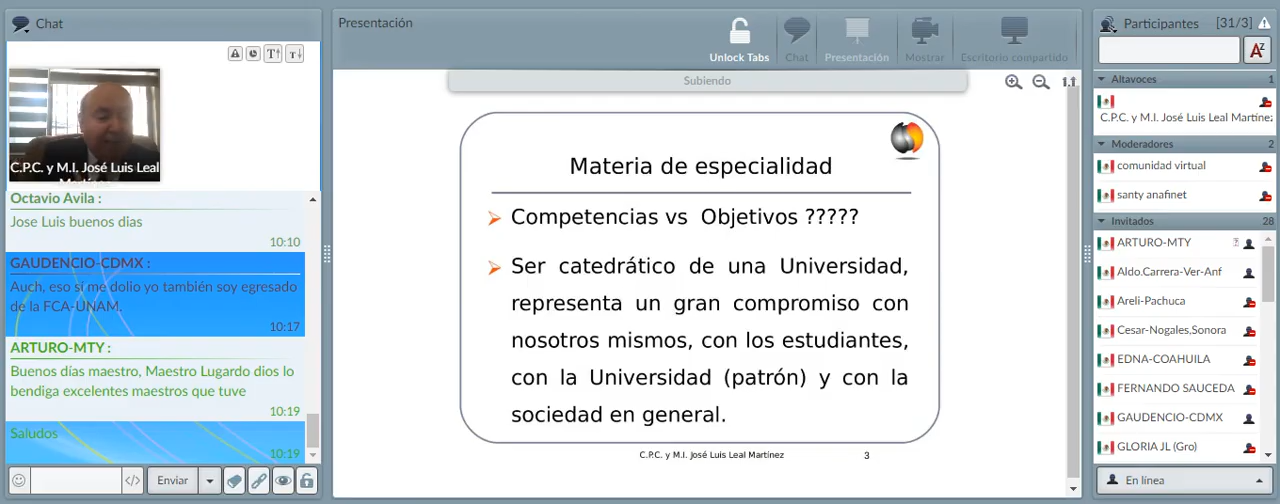 Chat
C.P.C. y M.I. José Luis Leal
Octavio Avila :
Jose Luis buenos dias
10:10
GAUDENCIO-CDMX :
Auch, eso sí me dolio yo también soy egresado
de la FCA-UNAM.
10:17
ARTURO-MTY :
Buenos días maestro, Maestro Lugardo dios lo
bendiga excelentes maestros que tuve
10:19
Saludos
10:19
Enviar
Presentación
Unlock Tabs
Chat
Presentación
Mostrar
Escritorio compartido
Subiendo
1:1
Materia de especialidad
Competencias vs Objetivos ?????
Ser catedrático de una Universidad,
representa un gran compromiso con
nosotros mismos, con los estudiantes,
con la Universidad (patrón) y con la
sociedad en general.
C.P.C. y M.I. José Luis Leal Martínez
3
Participantes [31/3]
Altavoces 1
C.P.C. y M.I. José Luis Leal Martínez
Moderadores 2
comunidad virtual
santy anafinet
Invitados 28
ARTURO-MTY
Aldo.Carrera-Ver-Anf
Areli-Pachuca
Cesar-Nogales,Sonora
EDNA-COAHUILA
FERNANDO SAUCEDA
GAUDENCIO-CDMX
GLORIA JL (Gro)
En línea